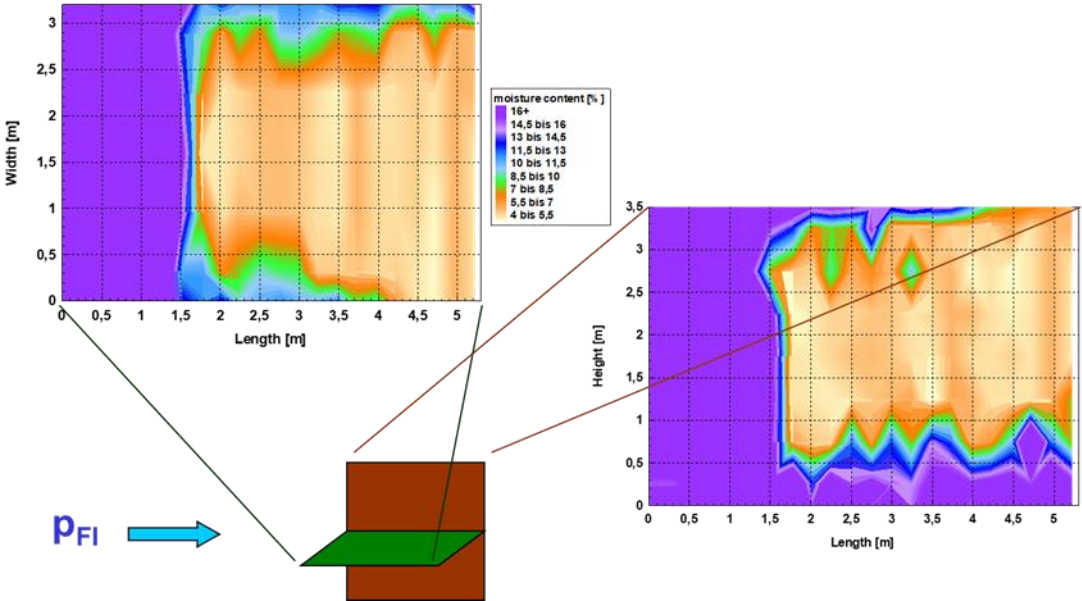 3
2,5
2
1,5
1
0,5
0
Width [m]
0 0,5 1 1,5 2 2,5 3 3,5 4 4,5 5
Length [m]
moisture content [% ]
16+
14,5 bis 16
13 bis 14,5
11,5 bis 13
10 bis 11,5
8,5 bis 10
7 bis 8,5
5,5 bis 7
4 bis 5,5
3,5
3
2,5
2
1,5
1
0,5
0
Height [m]
0 0,5 1 1,5 2 2,5 3 3,5 4 4,5 5
Length [m]
pFl